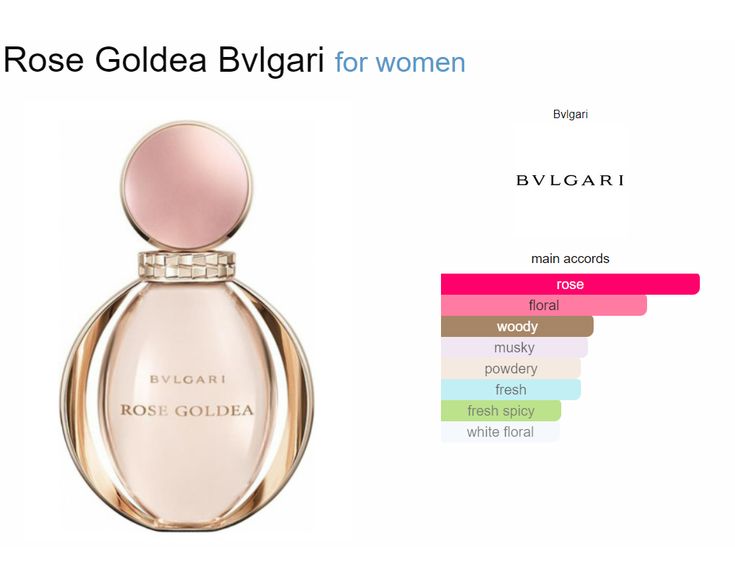 Rose Goldea Bvlgari for women
Bvlgari
BVLGARI
main accords
rose
floral
woody
musky
powdery
fresh
fresh spicy
white floral
BVLGARI
ROSE GOLDEA